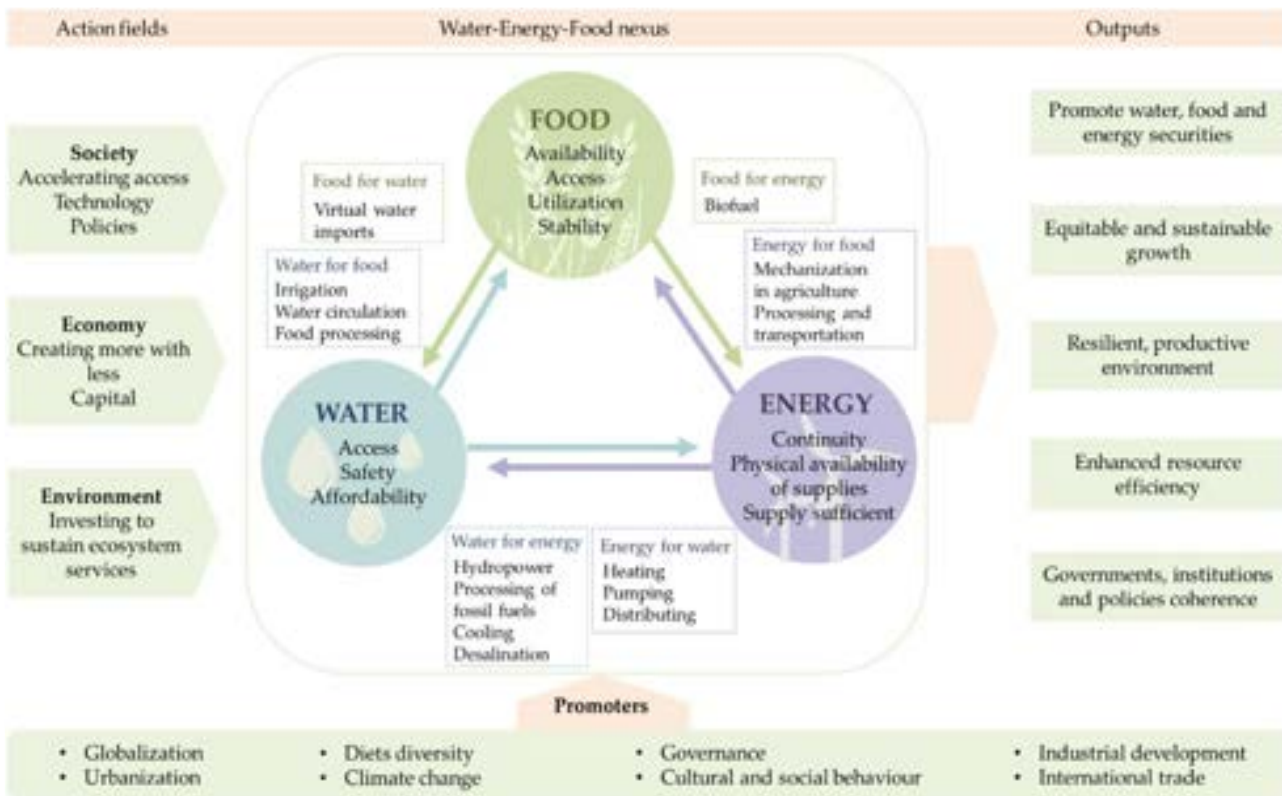 Action fields
Water-Energy-Food nexus
Outputs
Society
Accelerating access
Technology
Policies
Economy
Creating more with
less
Capital
Environment
Investing to
sustain ecosystem
services
FOOD
Availability
Access
Utilization
Stability
Food for water
Virtual water
imports
Water for food
Irrigation
Water circulation
Food processing
Food for energy
Biofuel
Energy for food
Mechanization
in agriculture
Processing and
transportation
WATER
Access
Safety
Affordability
ENERGY
Continuity
Physical availability
of supplies
Supply sufficient
Water for energy
Hydropower
Processing of
fossil fuels
Cooling
Desalination
Energy for water
Heating
Pumping
Distributing
Promote water, food and
energy securities
Equitable and sustainable
growth
Resilient, productive
environment
Enhanced resource
efficiency
Governments, institutions
and policies coherence
Promoters
• Globalization
• Urbanization
• Diets diversity
• Climate change
• Governance
• Cultural and social behaviour
• Industrial development
• International trade